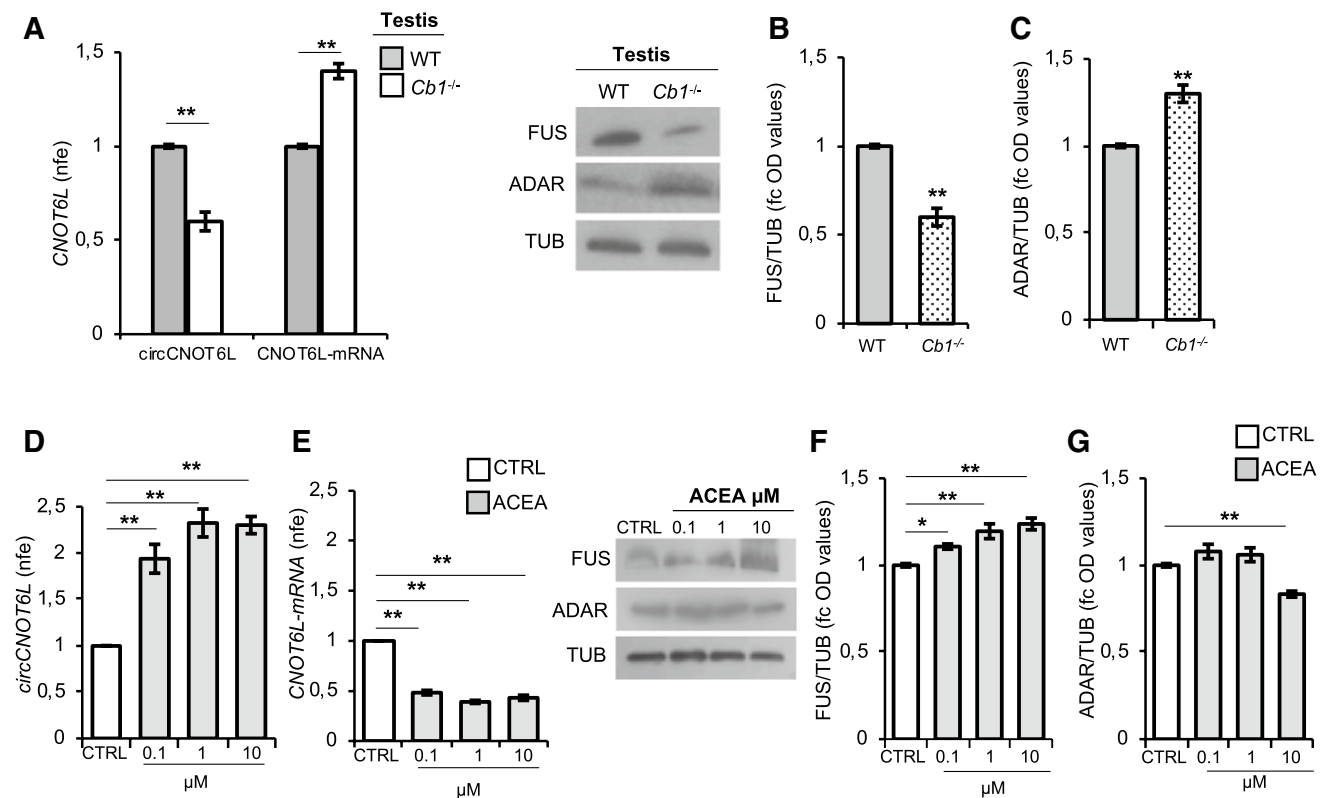 A
Testis
WT
Cb1-/-
1,5
1
0,5
0
CNOT6L (nfe)
**
**
circCNOT6L
CNOT6L-mRNA
Testis
WT
Cb1-/-
FUS
ADAR
TUB
B
1,5
1
0,5
0
FUS/TUB (fc OD values)
**
WT
Cb1-/-
C
1,5
1
0,5
0
ADAR/TUB (fc OD values)
**
WT
Cb1-/-
D
2,5
2
1,5
1
0,5
0
circCNOT6L (nfe)
**
**
**
CTRL
0.1
1
10
µM
E
CTRL
ACEA
2,5
2
1,5
1
0,5
0
CNOT6L-mRNA (nfe)
**
**
**
CTRL
0.1
1
10
µM
ACEA µM
CTRL
0.1
1
10
FUS
ADAR
TUB
F
1,5
1
0,5
0
FUS/TUB (fc OD values)
**
**
*
CTRL
0.1
1
10
µM
G
CTRL
ACEA
1,5
1
0,5
0
ADAR/TUB (fc OD values)
**
CTRL
0.1
1
10
µM